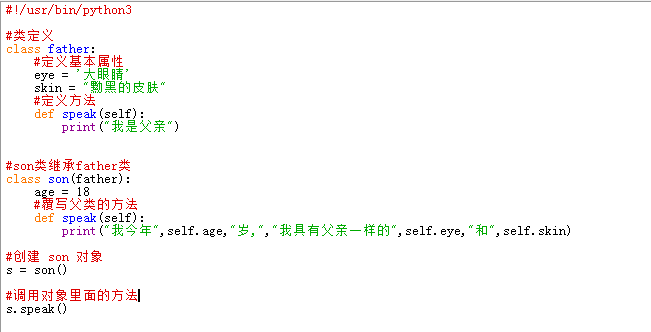 #!/usr/bin/python3
#类定义
class father:
    #定义基本属性
    eye = '大眼睛'
    skin = "黝黑的皮肤"
    #定义方法
    def speak(self):
        print("我是父亲")
#son类继承father类
class son(father):
    age = 18
    #覆写父类的方法
    def speak(self):
        print("我今年",self.age,"岁,","我具有父亲一样的",self.eye,"和",self.skin)
#创建 son 对象
s = son()
#调用对象里面的方法
s.speak()